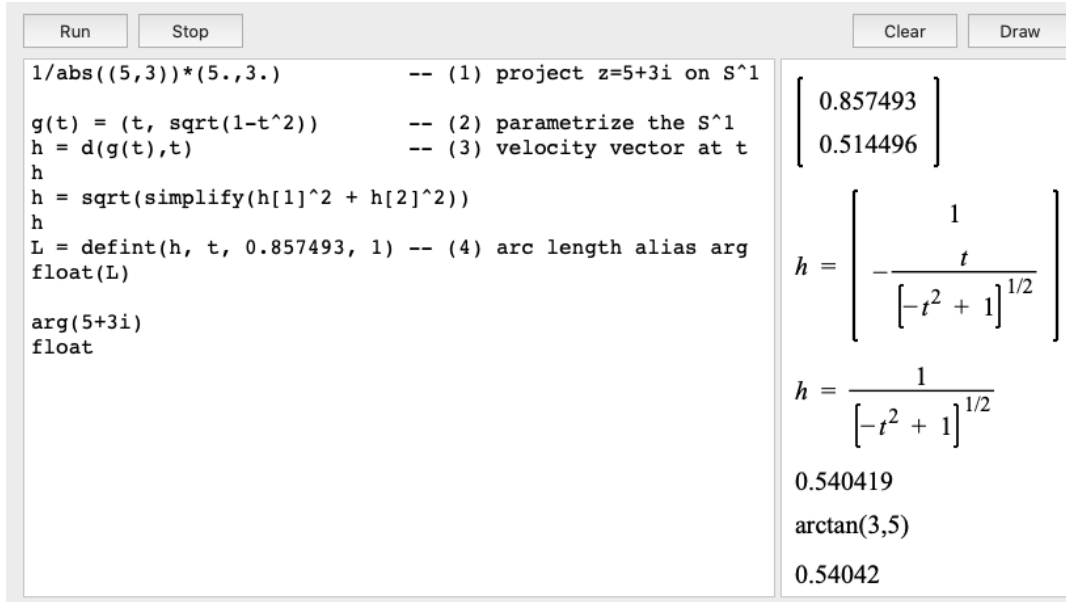 Run Stop Clear Draw
1/abs((5,3))*(5.,3.) -- (1) project z=5+3i on S^1
g(t) = (t, sqrt(1-t^2)) -- (2) parametrize the S^1
h = d(g(t),t) -- (3) velocity vector at t
h
h = sqrt(simplify(h[1]^2 + h[2]^2))
h
L = defint(h, t, 0.857493, 1) -- (4) arc length alias arg
float(L)
arg(5+3i)
float
0.857493
0.514496
1
h = - t
[-t² + 1]^1/2
h = 1
[-t² + 1]^1/2
0.540419
arctan(3,5)
0.54042